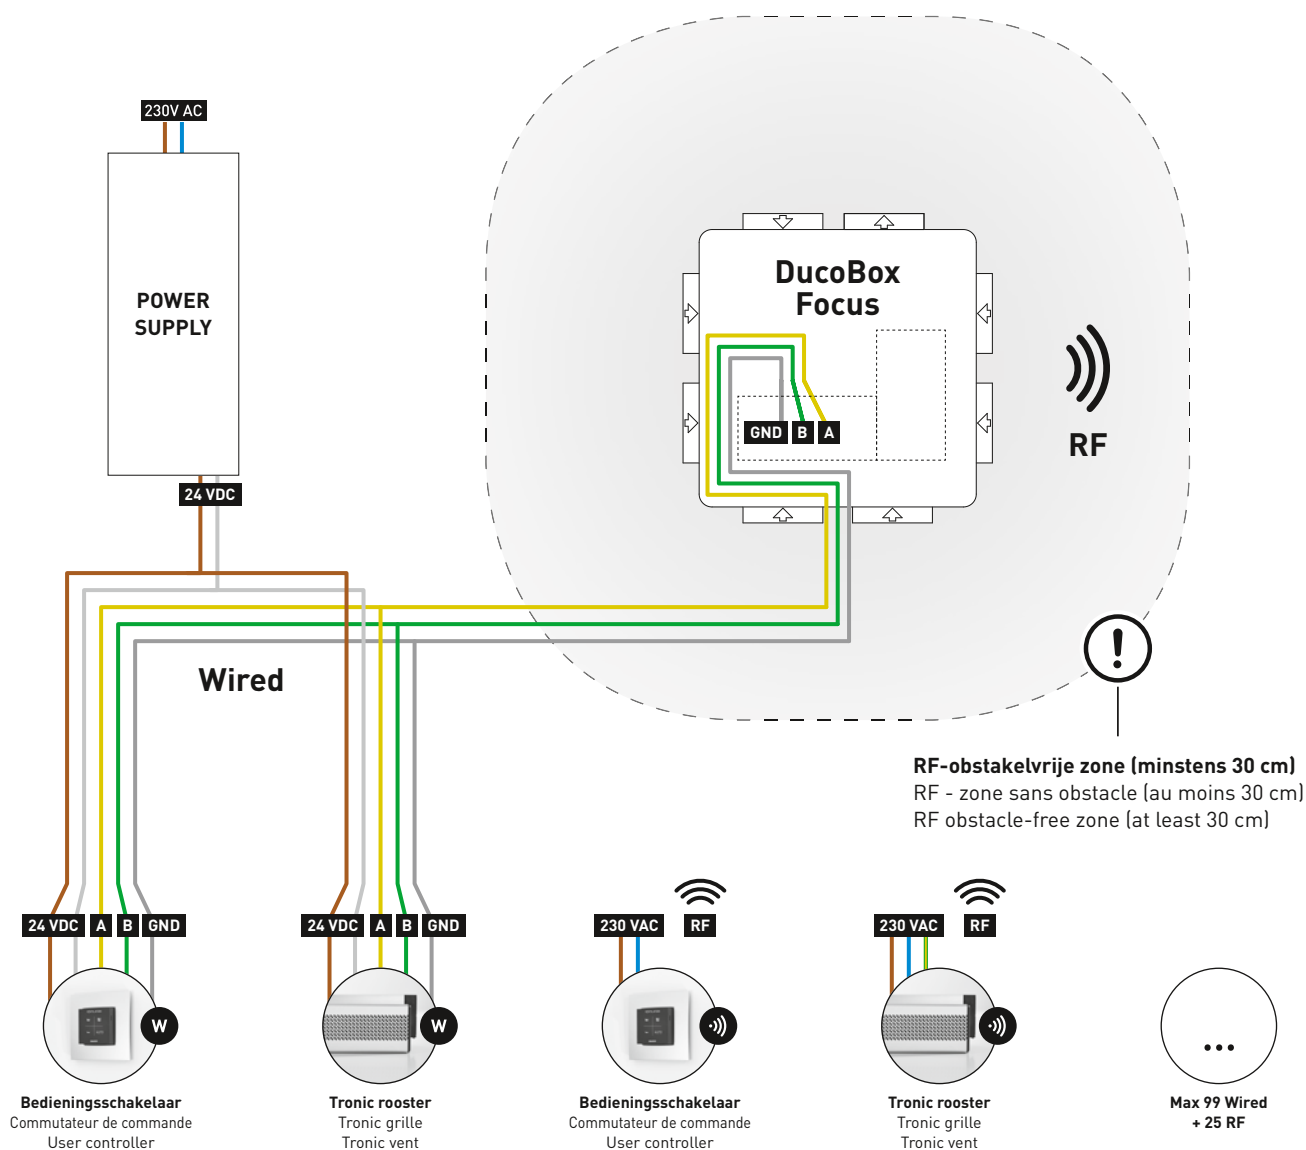 230V AC
POWER
SUPPLY
24 VDC
DucoBox
Focus
GND B A
RF
Wired
!
RF-obstakelvrije zone (minstens 30 cm)
RF - zone sans obstacle (au moins 30 cm)
RF obstacle-free zone (at least 30 cm)
24 VDC A B GND
W
Bedieningsschakelaar
Commutateur de commande
User controller
24 VDC A B GND
W
Tronic rooster
Tronic grille
Tronic vent
230 VAC RF
Bedieningsschakelaar
Commutateur de commande
User controller
230 VAC RF
Tronic rooster
Tronic grille
Tronic vent
...
Max 99 Wired
+ 25 RF